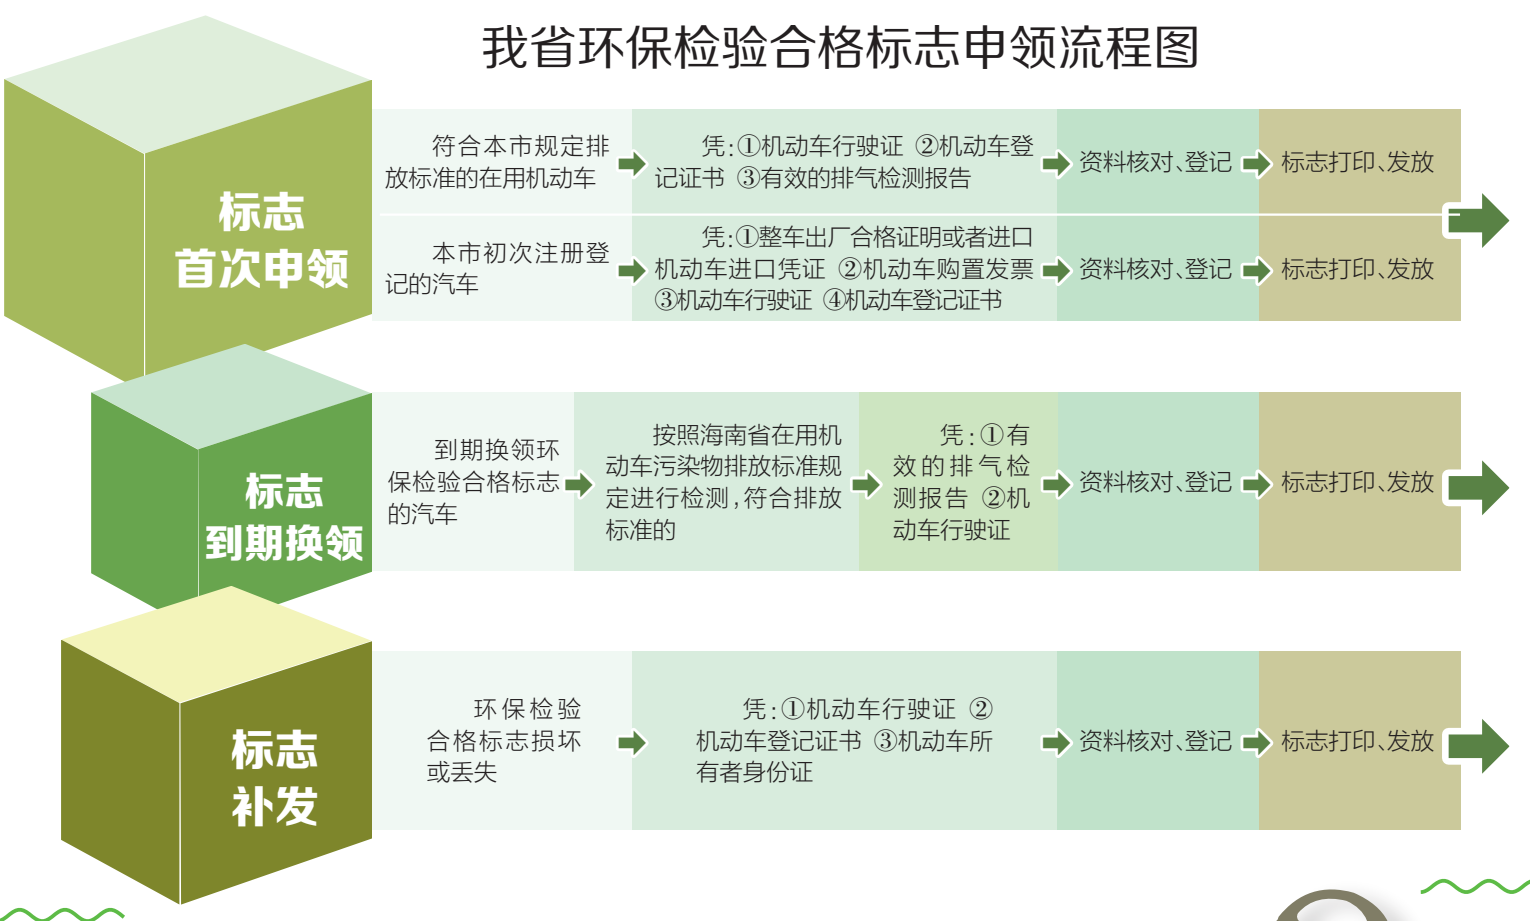 我省环保检验合格标志申领流程图
标志
首次申领
符合本市规定排
放标准的在用机动车
凭:①机动车行驶证 ②机动车登
记证书 ③有效的排气检测报告
资料核对、登记
标志打印、发放
本市初次注册登
记的汽车
凭:①整车出厂合格证明或者进口
机动车进口凭证 ②机动车购置发票
③机动车行驶证 ④机动车登记证书
资料核对、登记
标志打印、发放
标志
到期换领
到期换领环
保检验合格标志
的汽车
按照海南省在用机
动车污染物排放标准规
定进行检测,符合排放
标准的
凭:①有
效的排气检
测报告 ②机
动车行驶证
资料核对、登记
标志打印、发放
标志
补发
环保检验
合格标志损坏
或丢失
凭:①机动车行驶证 ②
机动车登记证书 ③机动车所
有者身份证
资料核对、登记
标志打印、发放